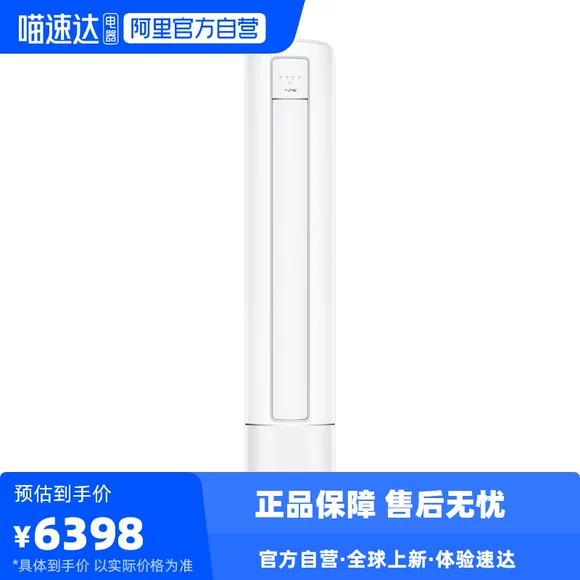 喵速达电器 阿里官方自营
预估到手价
¥6398
*具体到手价 以实际价格为准
正品保障 售后无忧
官方自营·全球上新·体验速达